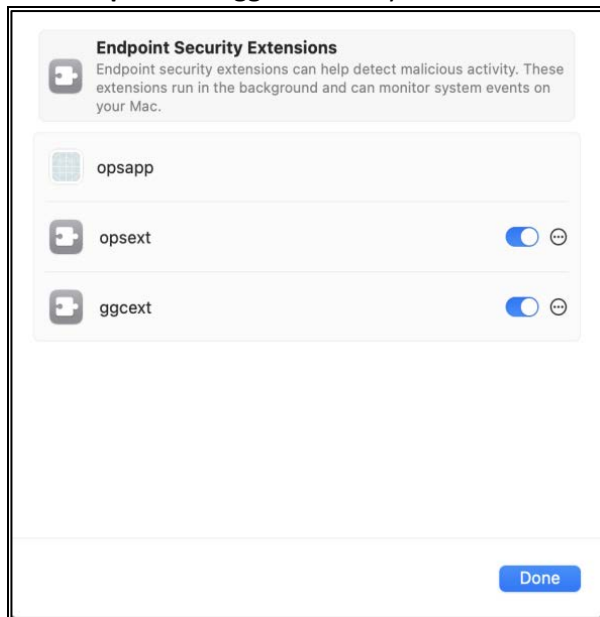 Endpoint Security Extensions
Endpoint security extensions can help detect malicious activity. These
extensions run in the background and can monitor system events on
your Mac.
opsapp
opsext
ggcext
Done